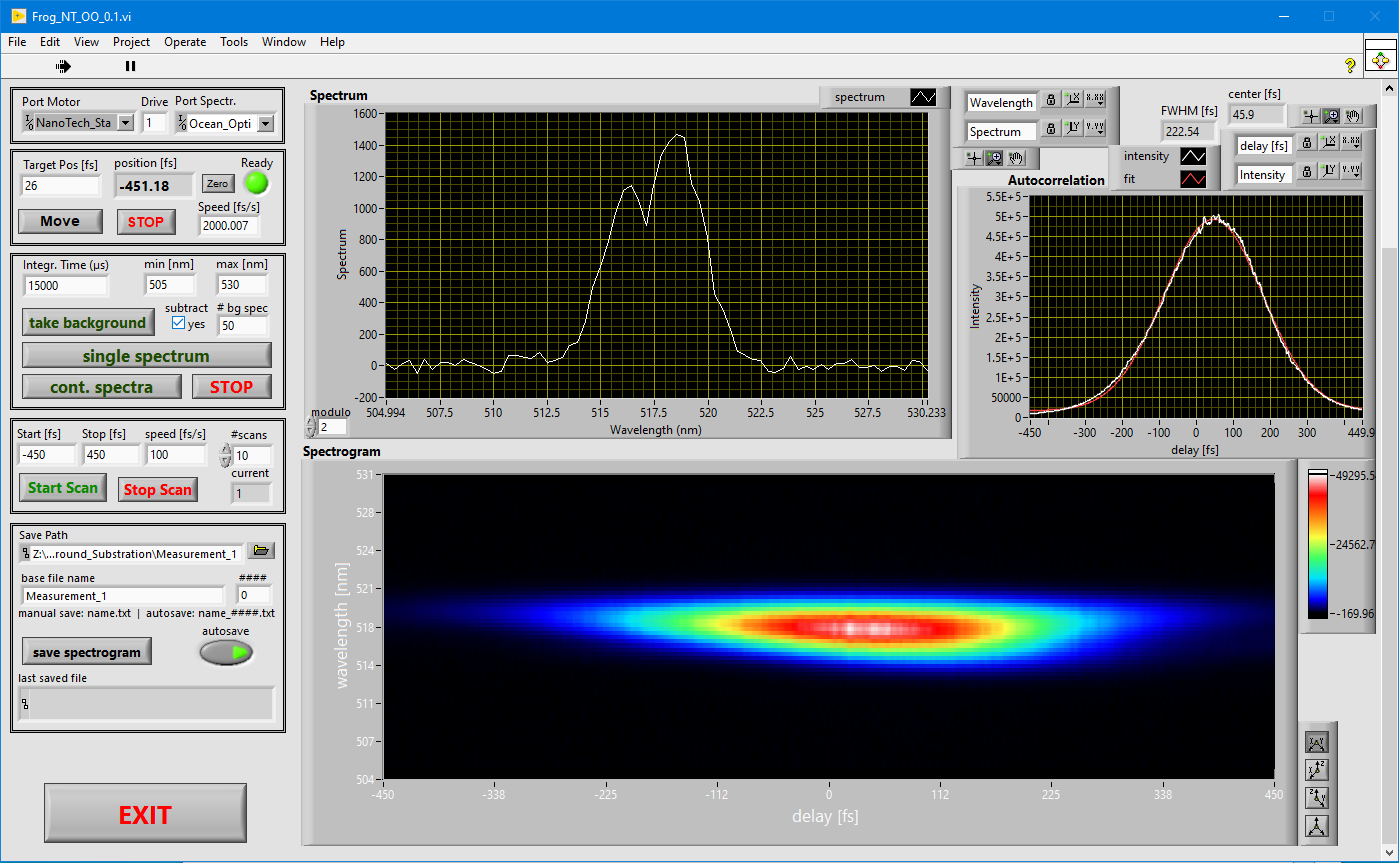 Frog_NT_OO_0.1.vi
File Edit View Project Operate Tools Window Help
Port Motor Drive Port Spectr.
NanoTech_Sta 1 Ocean_Opti
Target Pos [fs] position [fs] Ready
26 -451.18 Zero
Speed [fs/s]
Move STOP 2000.007
Integr. Time (µs) min [nm] max [nm]
15000 505 530
subtract # bg spec
take background yes 50
single spectrum
cont. spectra STOP
Start [fs] Stop [fs] speed [fs/s] #scans
-450 450 100 10
current
Start Scan Stop Scan 1
Save Path
Z:\...round_Substration\Measurement_1
base file name ####
Measurement_1 0
manual save: name.txt | autosave: name_####.txt
autosave
save spectrogram
last saved file
EXIT
Spectrum
spectrum
1600
1400
1200
1000
800
600
400
200
0
-200
Spectrum
504.994 507.5 510 512.5 515 517.5 520 522.5 525 527.5 530.233
Wavelength (nm)
modulo
2
Wavelength X.XX
Spectrum Y.YY
FWHM [fs] center [fs]
222.54 45.9
intensity
fit
delay [fs] X.XX
Intensity Y.YY
Autocorrelation
5.5E+5
5E+5
4.5E+5
4E+5
3.5E+5
3E+5
2.5E+5
2E+5
1.5E+5
1E+5
50000
0
Intensity
-450 -300 -200 -100 0 100 200 300 449.9
delay [fs]
Spectrogram
531
528
524
521
518
514
511
507
504
wavelength [nm]
-450 -338 -225 -112 0 112 225 338 450
delay [fs]
49295.5
24562.7
-169.96